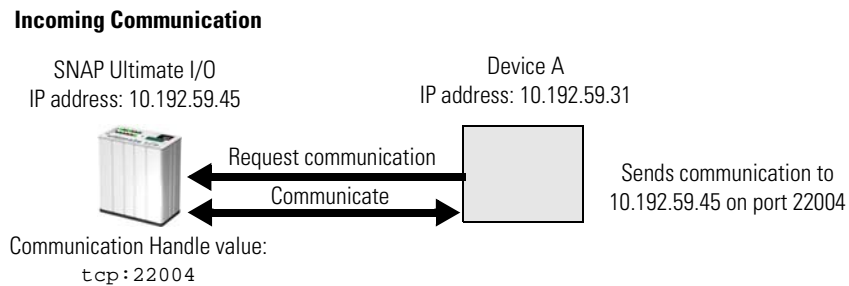 Incoming Communication
SNAP Ultimate I/O
IP address: 10.192.59.45
Device A
IP address: 10.192.59.31
Request communication
Communicate
Sends communication to
10.192.59.45 on port 22004
Communication Handle value:
tcp:22004